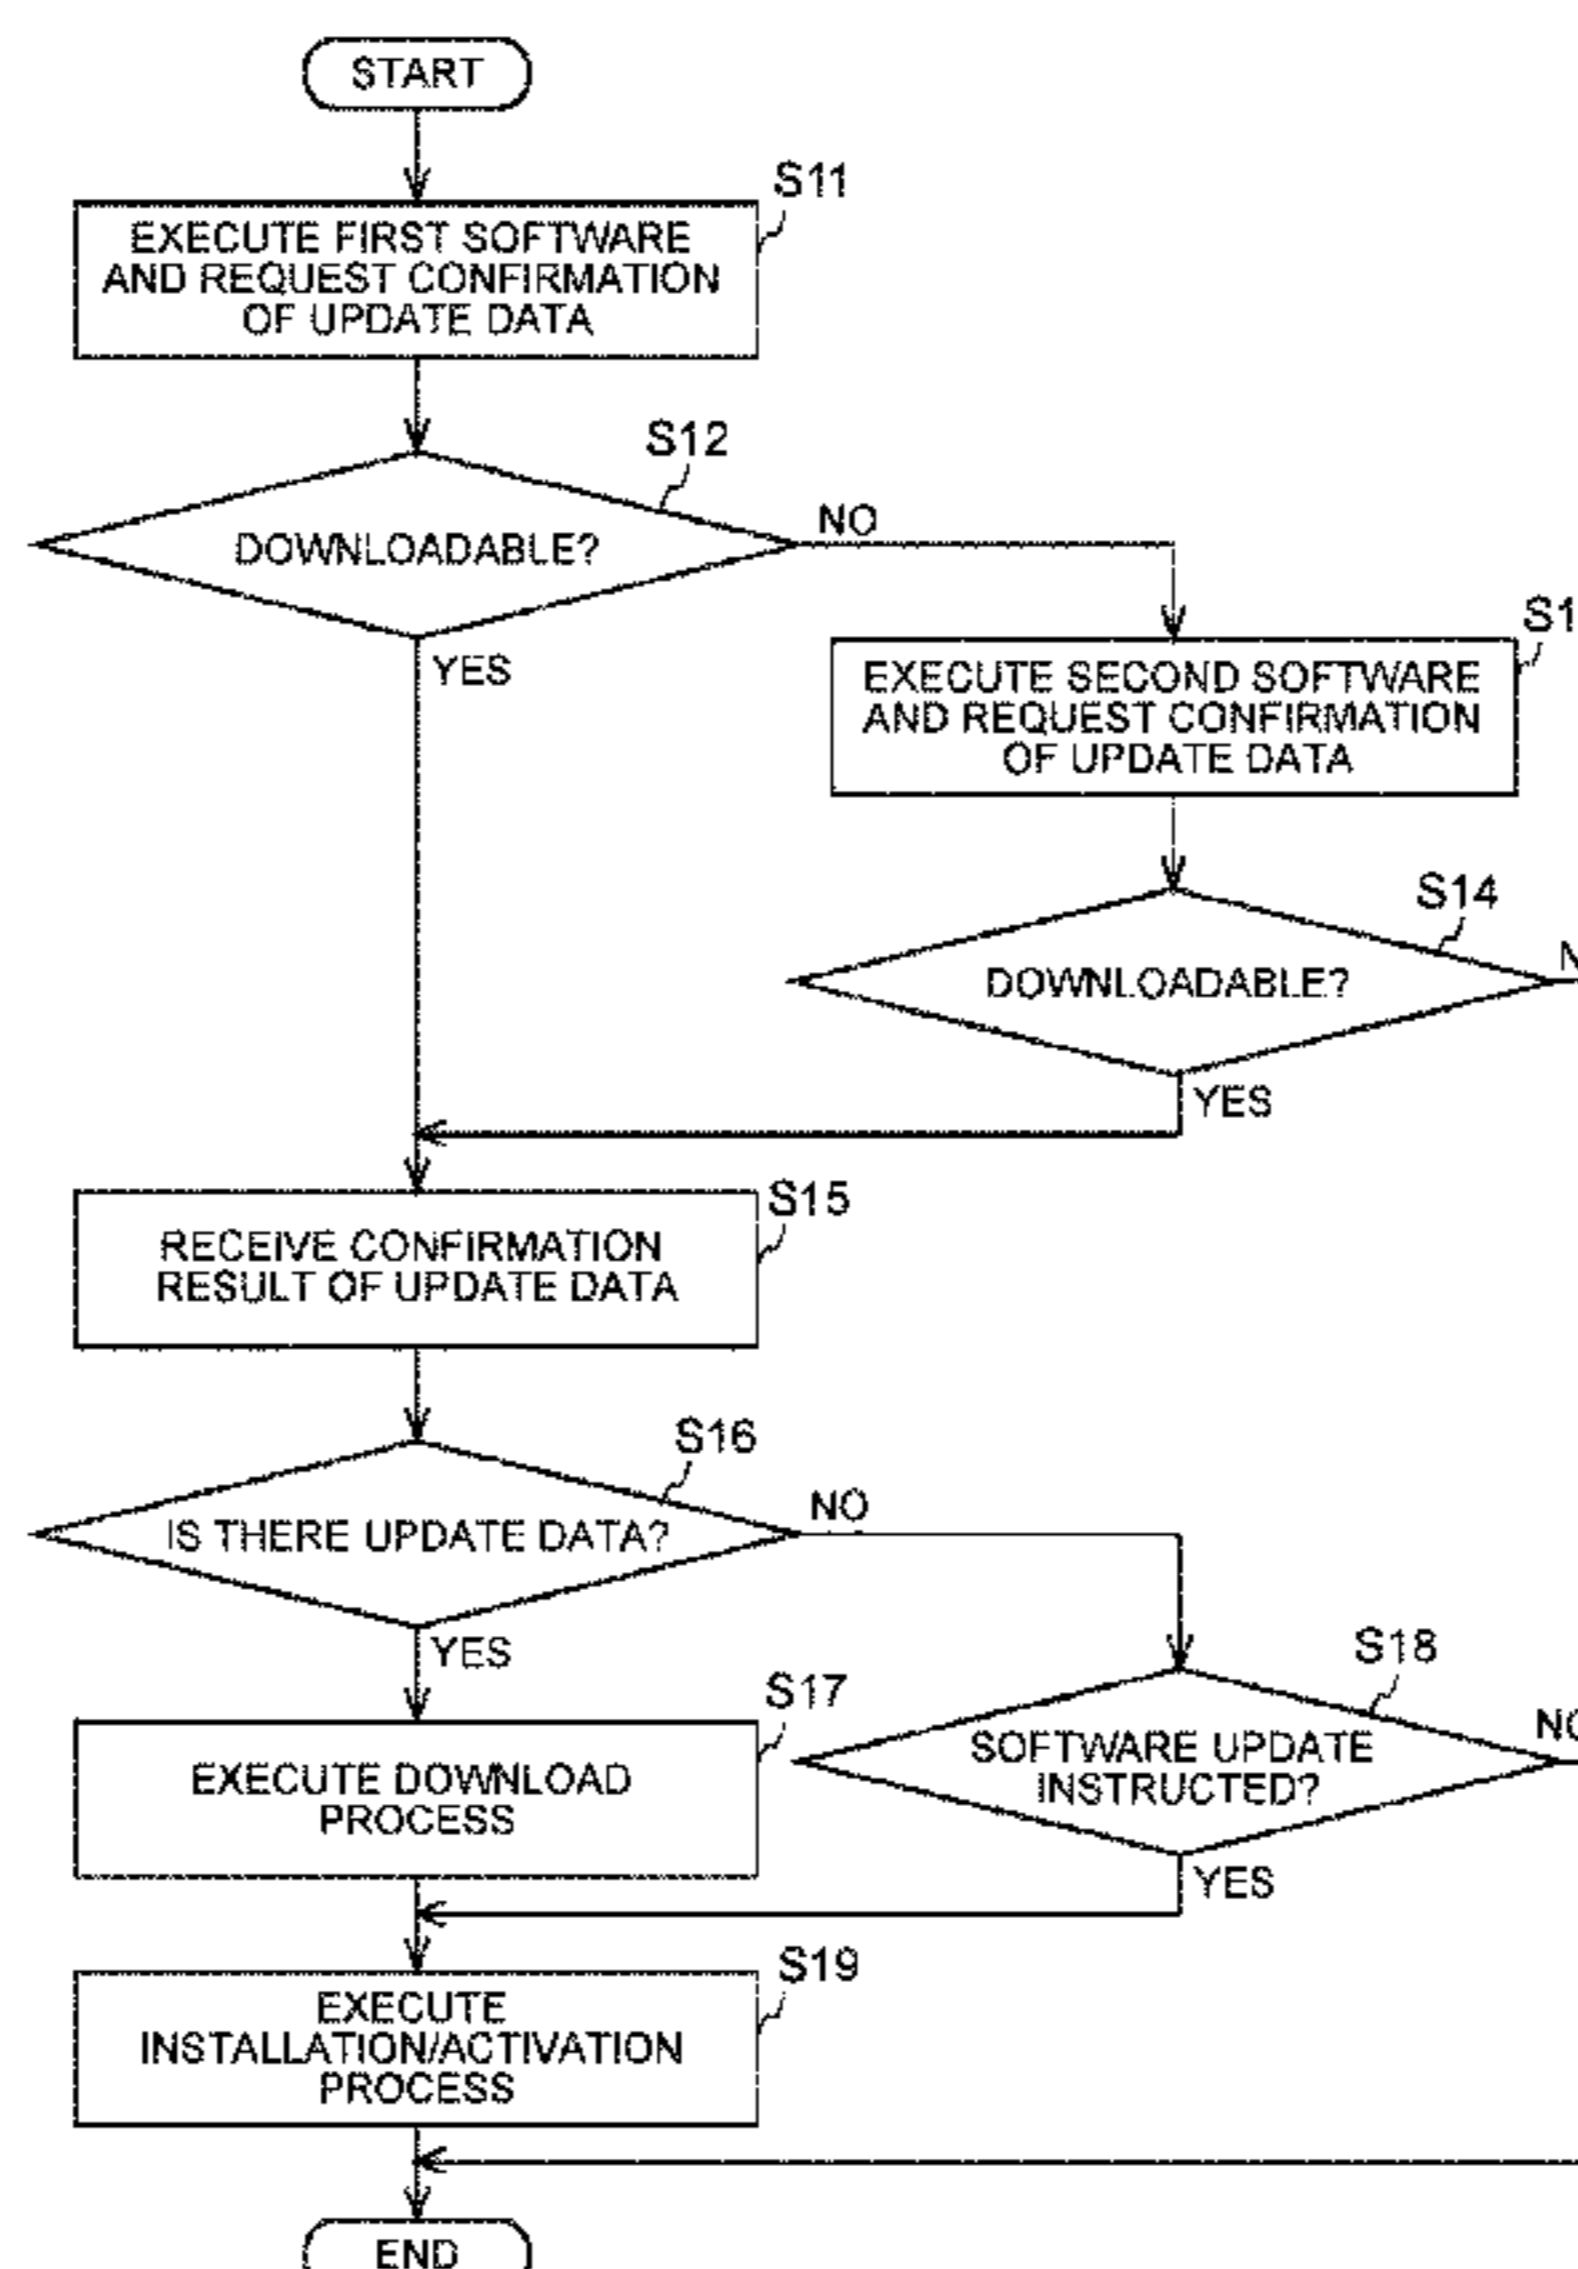 START
S11
EXECUTE FIRST SOFTWARE
AND REQUEST CONFIRMATION
OF UPDATE DATA
S12
DOWNLOADABLE?
NO
YES
S1
EXECUTE SECOND SOFTWARE
AND REQUEST CONFIRMATION
OF UPDATE DATA
S14
DOWNLOADABLE?
YES
S15
RECEIVE CONFIRMATION
RESULT OF UPDATE DATA
S16
IS THERE UPDATE DATA?
NO
YES
S17
EXECUTE DOWNLOAD
PROCESS
S18
SOFTWARE UPDATE
INSTRUCTED?
NO
YES
S19
EXECUTE
INSTALLATION/ACTIVATION
PROCESS
END